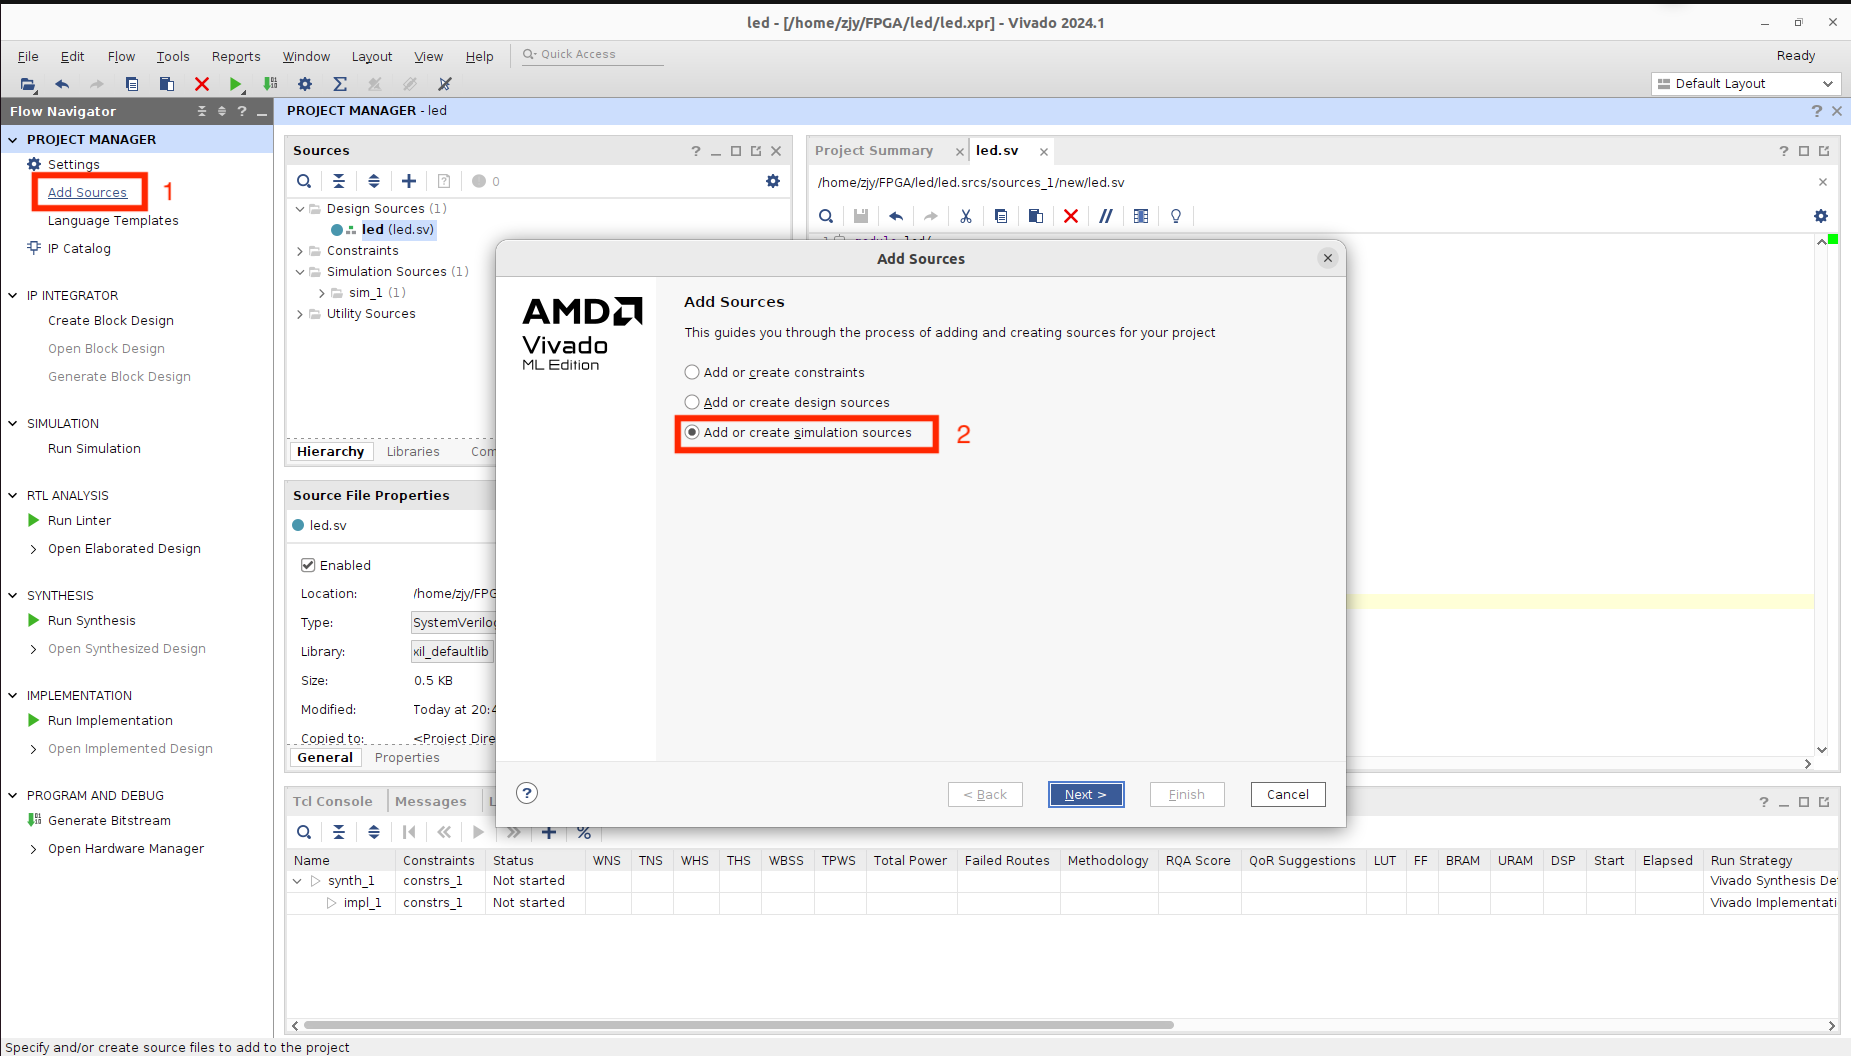 led - [/home/zjy/FPGA/led/led.xpr] - Vivado 2024.1
File Edit Flow Tools Reports Window Layout View Help Quick Access Ready
Default Layout
Flow Navigator ?
PROJECT MANAGER - led ?
PROJECT MANAGER
Settings
Add Sources 1
Language Templates
IP Catalog
IP INTEGRATOR
Create Block Design
Open Block Design
Generate Block Design
SIMULATION
Run Simulation
RTL ANALYSIS
Run Linter
Open Elaborated Design
SYNTHESIS
Run Synthesis
Open Synthesized Design
IMPLEMENTATION
Run Implementation
Open Implemented Design
PROGRAM AND DEBUG
Generate Bitstream
Open Hardware Manager
Sources ?
? 0
Design Sources (1)
led (led.sv)
Constraints
Simulation Sources (1)
sim_1 (1)
Utility Sources
Hierarchy Libraries Com
Source File Properties
led.sv
Enabled
Location: /home/zjy/FPG
Type: SystemVerilog
Library: xil_defaultlib
Size: 0.5 KB
Modified: Today at 20:4
Copied to: <Project Dire
General Properties
Project Summary led.sv ?
/home/zjy/FPGA/led/led.srcs/sources_1/new/led.sv
Add Sources
AMD
Vivado
ML Edition
Add Sources
This guides you through the process of adding and creating sources for your project
Add or create constraints
Add or create design sources
Add or create simulation sources 2
? < Back Next > Finish Cancel
Tcl Console Messages L ?
%
Name Constraints Status WNS TNS WHS THS WBSS TPWS Total Power Failed Routes Methodology RQA Score QoR Suggestions LUT FF BRAM URAM DSP Start Elapsed Run Strategy
synth_1 constrs_1 Not started Vivado Synthesis De
impl_1 constrs_1 Not started Vivado Implementati
Specify and/or create source files to add to the project